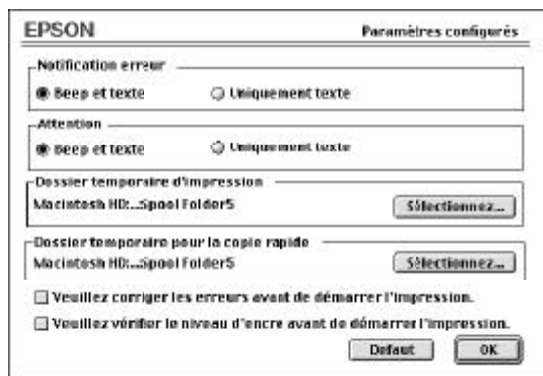 EPSON Paramètres configurés
Notification erreur
Beep et texte Uniquement texte
Attention
Beep et texte Uniquement texte
Dossier temporaire d'impression
Macintosh HD:...Spool Folder5 Sélectionnez...
Dossier temporaire pour la copie rapide
Macintosh HD:...Spool Folder5 Sélectionnez...
Veuillez corriger les erreurs avant de démarrer l'impression.
Veuillez vérifier le niveau d'encre avant de démarrer l'impression.
Defaut OK